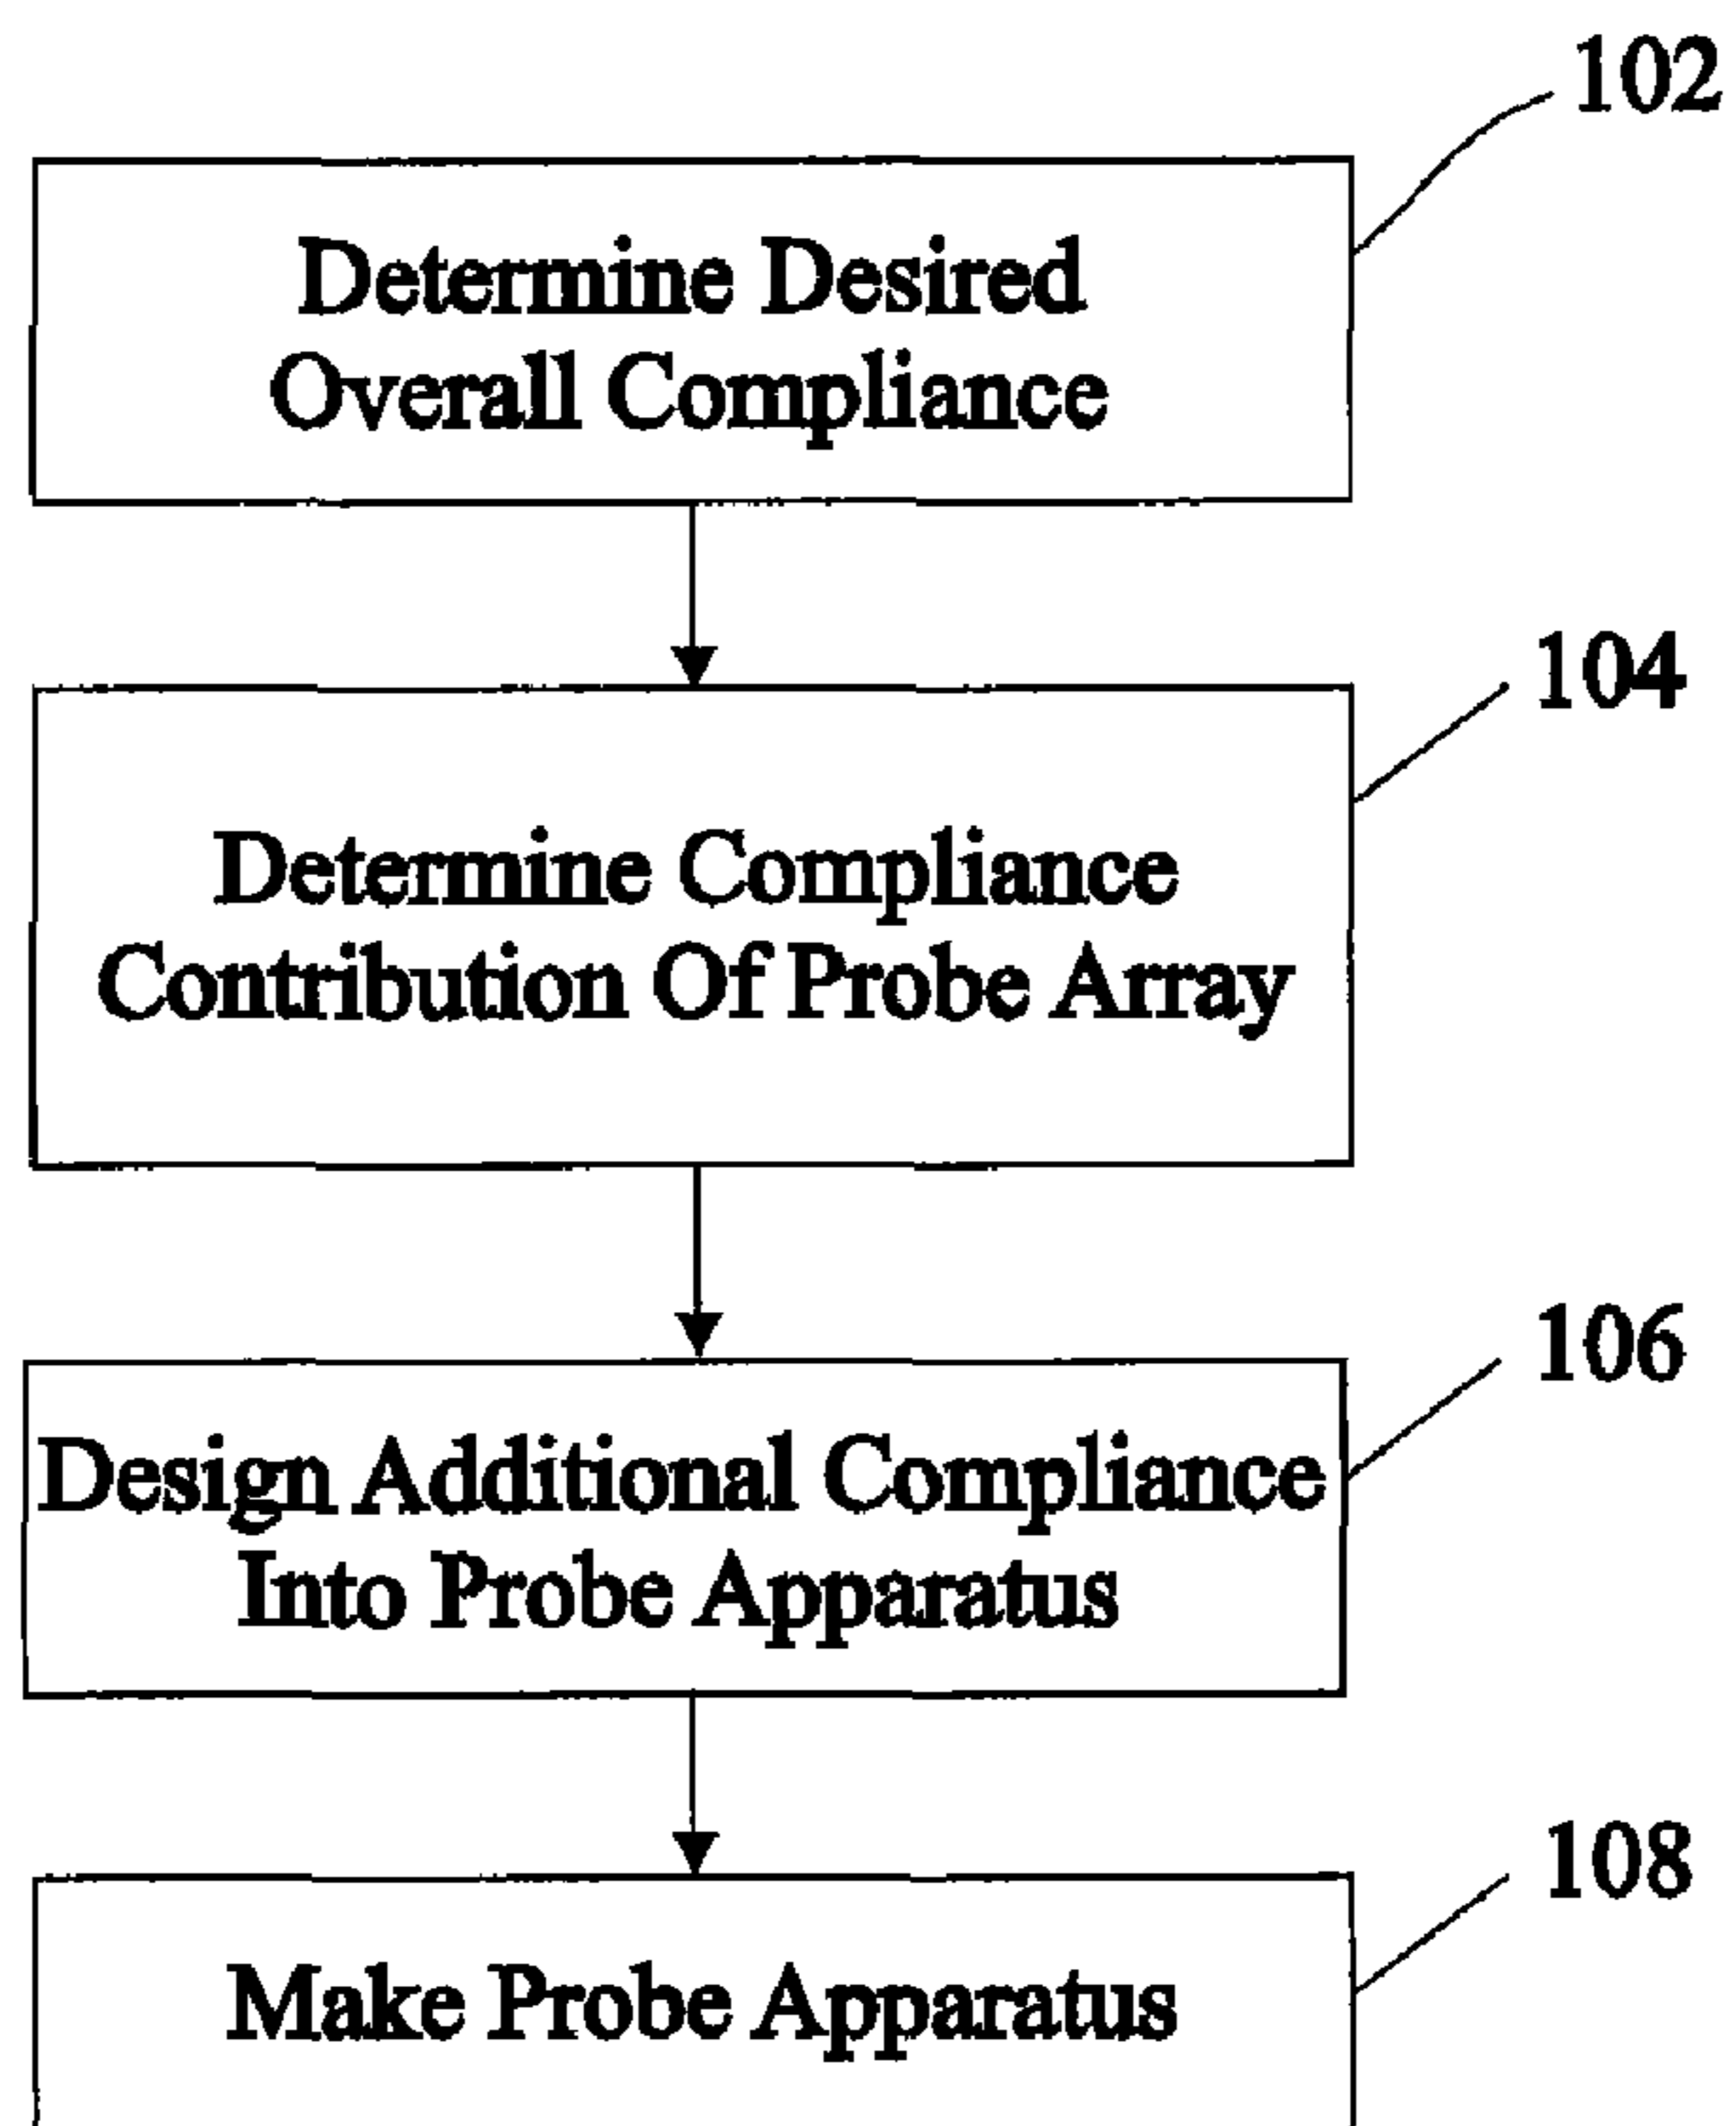 102
Determine Desired
Overall Compliance
104
Determine Compliance
Contribution Of Probe Array
106
Design Additional Compliance
Into Probe Apparatus
108
Make Probe Apparatus